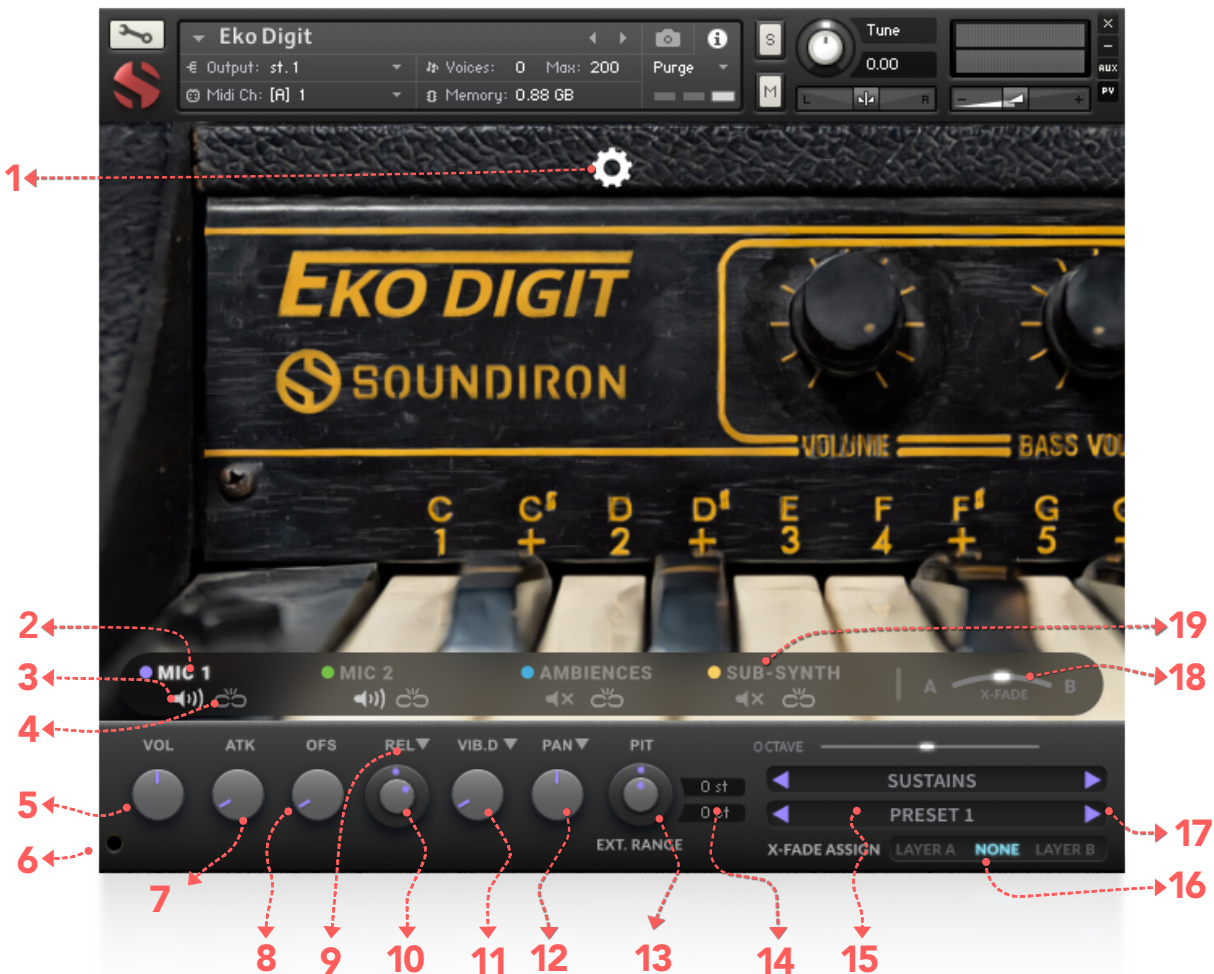 Eko Digit
Output: st.1
Voices: 0 Max: 200
Purge
Midi Ch: [A] 1
Memory: 0.88 GB
S
M
Tune
0.00
L
R
-
+
×
-
AUX
PV
i
1
EKO DIGIT
SOUNDIRON
VOLUME
BASS VOL
C C# D D# E F F# G
1 + 2 + 3 4 + 5
2
19
MIC 1
MIC 2
AMBIENCES
SUB-SYNTH
3
4
A
X-FADE
B
18
VOL
ATK
OFS
REL
VIB.D
PAN
PIT
OCTAVE
0 st
SUSTAINS
5
0 st
PRESET 1
17
6
EXT. RANGE
X-FADE ASSIGN
LAYER A
NONE
LAYER B
16
7
8
9
10
11
12
13
14
15